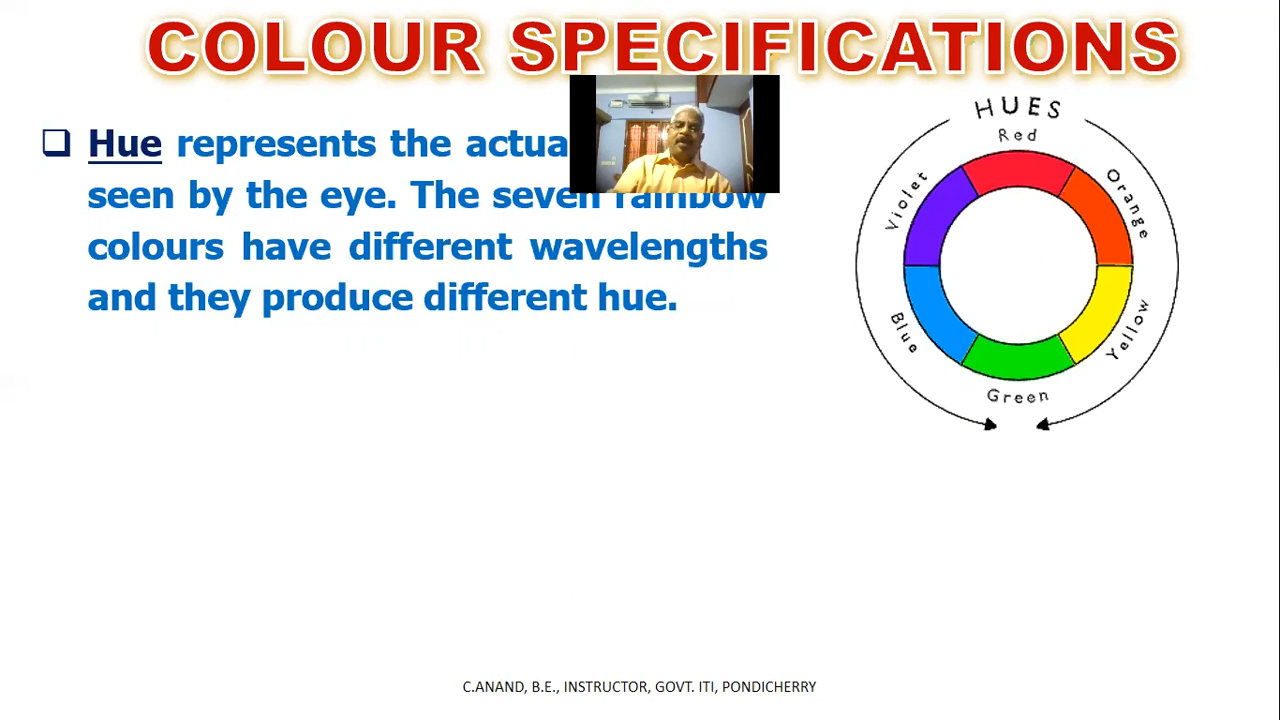 COLOUR SPECIFICATIONS
Hue represents the actua
seen by the eye. The seven rainbow
colours have different wavelengths
and they produce different hue.
HUES
Red
Orange
Violet
Yellow
Blue
Green
C.ANAND, B.E., INSTRUCTOR, GOVT. ITI, PONDICHERRY